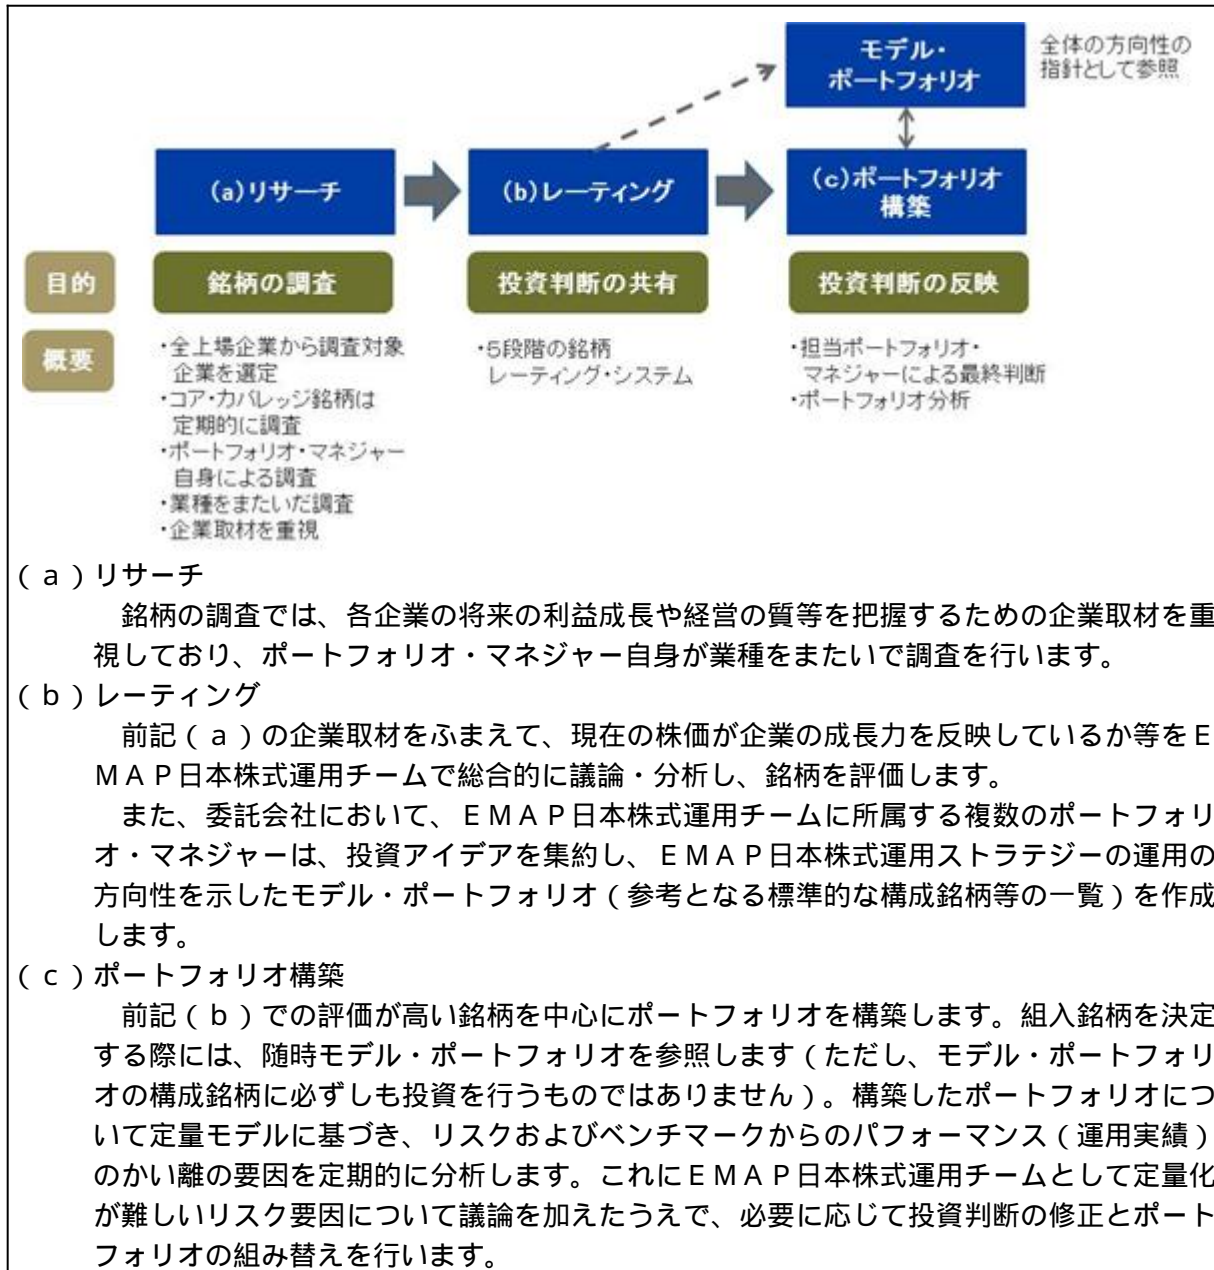 モデル・
ポートフォリオ
全体の方向性の
指針として参照
(a)リサーチ
(b)レーティング
(c)ポートフォリオ
構築
目的
銘柄の調査
投資判断の共有
投資判断の反映
概要
・全上場企業から調査対象
企業を選定
・コア・カバレッジ銘柄は
定期的に調査
・ポートフォリオ・マネジャー
自身による調査
・業種をまたいだ調査
・企業取材を重視
・5段階の銘柄
レーティング・システム
・担当ポートフォリオ・
マネジャーによる最終判断
・ポートフォリオ分析
(a)リサーチ
銘柄の調査では、各企業の将来の利益成長や経営の質等を把握するための企業取材を重
視しており、ポートフォリオ・マネジャー自身が業種をまたいで調査を行います。
(b)レーティング
前記(a)の企業取材をふまえて、現在の株価が企業の成長力を反映しているか等をE
MAP日本株式運用チームで総合的に議論・分析し、銘柄を評価します。
また、委託会社において、EMAP日本株式運用チームに所属する複数のポートフォリ
オ・マネジャーは、投資アイデアを集約し、EMAP日本株式運用ストラテジーの運用の
方向性を示したモデル・ポートフォリオ(参考となる標準的な構成銘柄等の一覧)を作成
します。
(c)ポートフォリオ構築
前記(b)での評価が高い銘柄を中心にポートフォリオを構築します。組入銘柄を決定
する際には、随時モデル・ポートフォリオを参照します(ただし、モデル・ポートフォリ
オの構成銘柄に必ずしも投資を行うものではありません)。構築したポートフォリオにつ
いて定量モデルに基づき、リスクおよびベンチマークからのパフォーマンス(運用実績)
のかい離の要因を定期的に分析します。これにEMAP日本株式運用チームとして定量化
が難しいリスク要因について議論を加えたうえで、必要に応じて投資判断の修正とポート
フォリオの組み替えを行います。